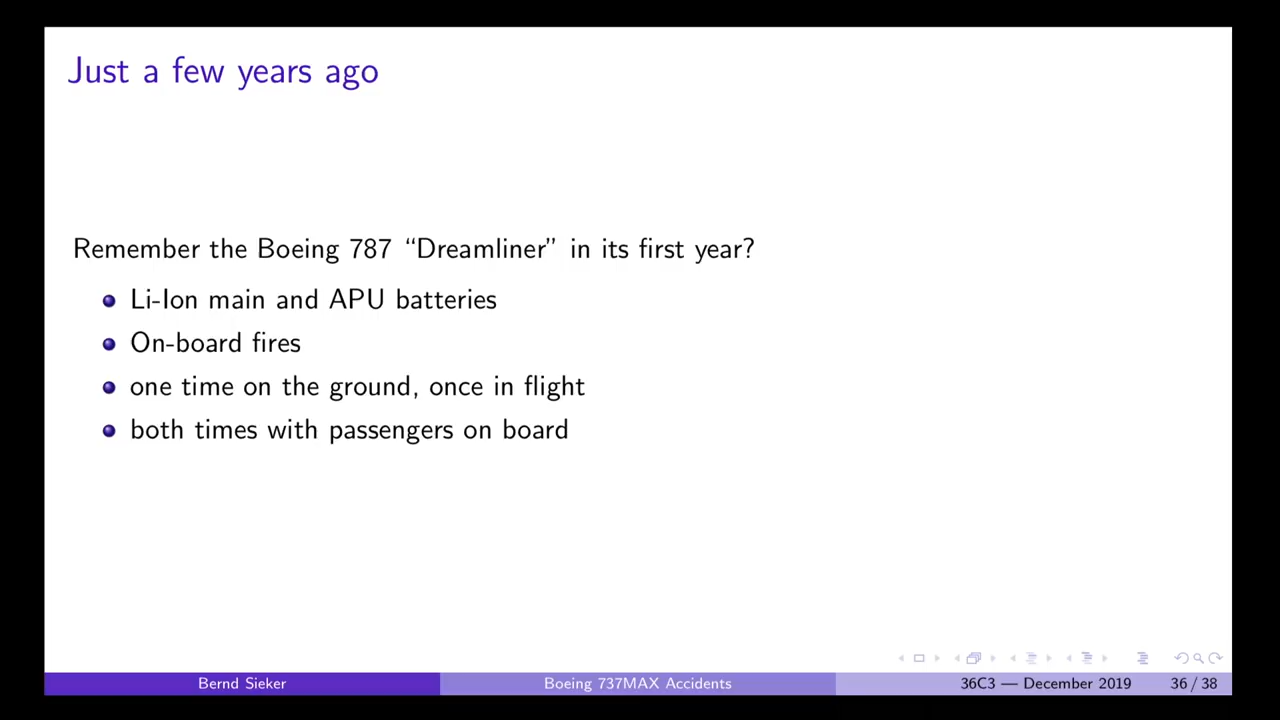 Just a few years ago
Remember the Boeing 787 “Dreamliner” in its first year?
Li-Ion main and APU batteries
On-board fires
one time on the ground, once in flight
both times with passengers on board
Bernd Sieker
Boeing 737MAX Accidents
36C3 — December 2019
36 / 38